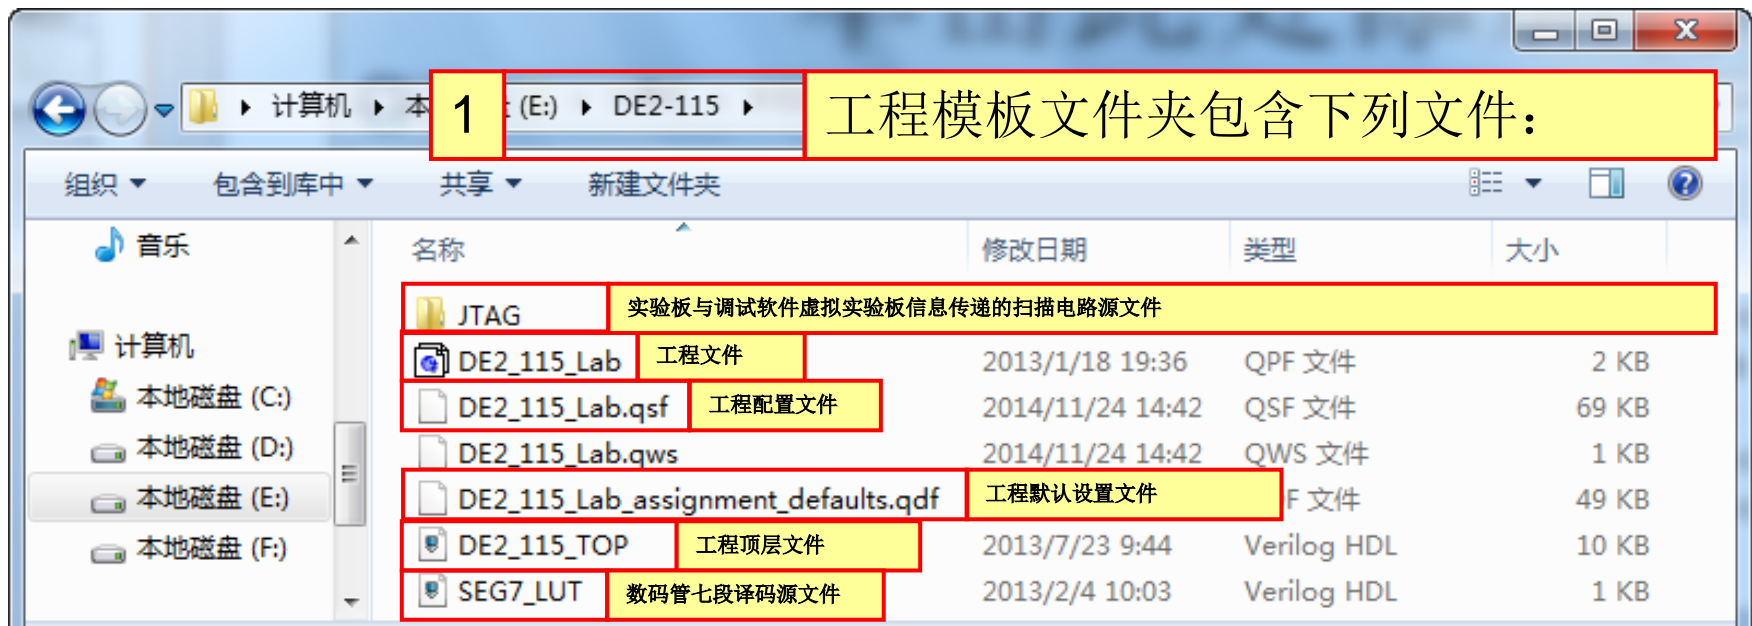 计算机 本 1 (E:) DE2-115 工程模板文件夹包含下列文件：
组织 包含到库中 共享 新建文件夹
音乐 名称 修改日期 类型 大小
JTAG 实验板与调试软件虚拟实验板信息传递的扫描电路源文件
计算机 DE2_115_Lab 工程文件 2013/1/18 19:36 QPF 文件 2 KB
本地磁盘 (C:) DE2_115_Lab.qsf 工程配置文件 2014/11/24 14:42 QSF 文件 69 KB
本地磁盘 (D:) DE2_115_Lab.qws 2014/11/24 14:42 QWS 文件 1 KB
本地磁盘 (E:) DE2_115_Lab_assignment_defaults.qdf 工程默认设置文件 F 文件 49 KB
本地磁盘 (F:) DE2_115_TOP 工程顶层文件 2013/7/23 9:44 Verilog HDL 10 KB
SEG7_LUT 数码管七段译码源文件 2013/2/4 10:03 Verilog HDL 1 KB